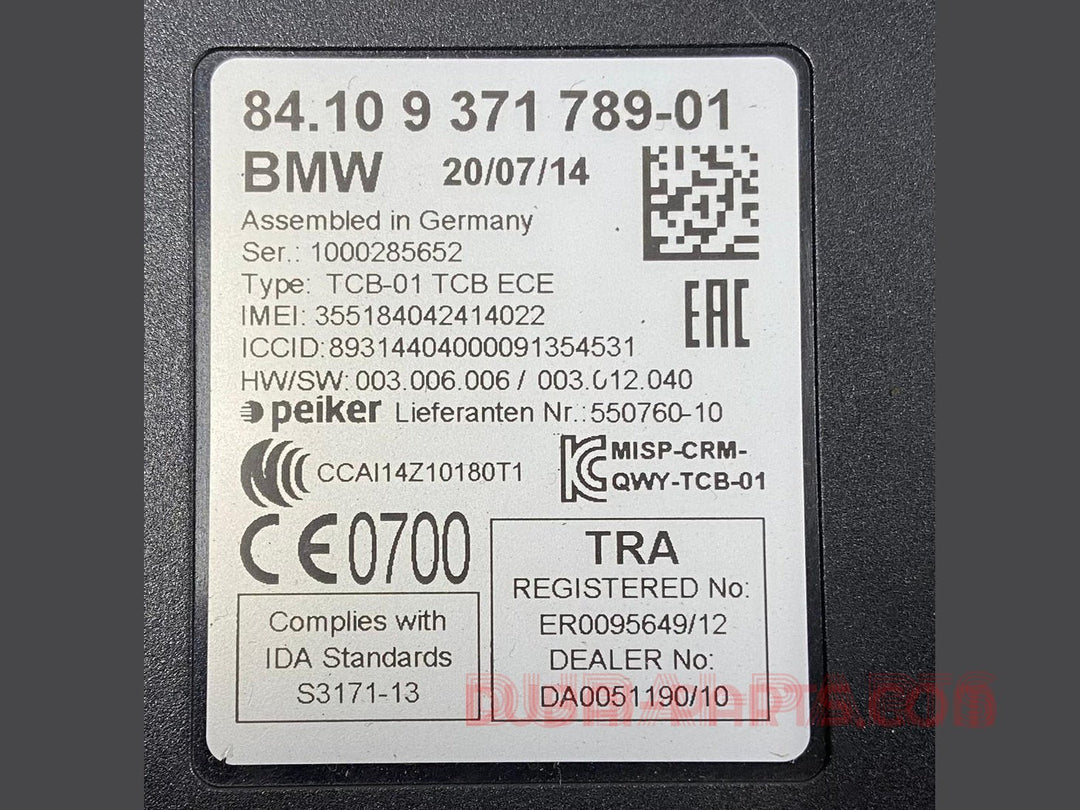 84.10 9 371 789-01
BMW 20/07/14
Assembled in Germany
Ser.: 1000285652
Type: TCB-01 TCB ECE
IMEI: 355184042414022
ICCID:89314404000091354531
HW/SW: 003.006.006 / 003.012.040
peiker Lieferanten Nr.:550760-10
CCAI14Z10180T1
MISP-CRM-
QWY-TCB-01
EAC
CE0700
Complies with
IDA Standards
S3171-13
TRA
REGISTERED No:
ER0095649/12
DEALER No:
DA0051190/10
DUBAIPARTS.COM